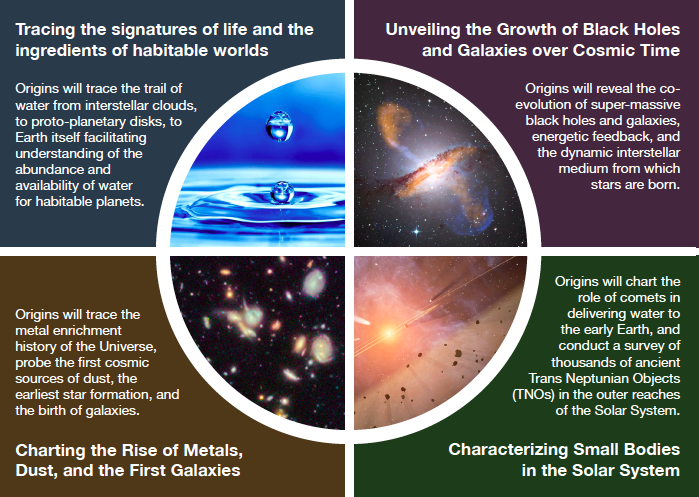 Tracing the signatures of life and the
ingredients of habitable worlds
Origins will trace the trail of
water from interstellar clouds,
to proto-planetary disks, to
Earth itself facilitating
understanding of the
abundance and
availability of water
for habitable planets.
Unveiling the Growth of Black Holes
and Galaxies over Cosmic Time
Origins will reveal the co-
evolution of super-massive
black holes and galaxies,
energetic feedback, and
the dynamic interstellar
medium from which
stars are born.
Origins will trace the
metal enrichment
history of the Universe,
probe the first cosmic
sources of dust, the
earliest star formation, and
the birth of galaxies.
Charting the Rise of Metals,
Dust, and the First Galaxies
Origins will chart the
role of comets in
delivering water to
the early Earth, and
conduct a survey of
thousands of ancient
Trans Neptunian Objects
(TNOs) in the outer reaches
of the Solar System.
Characterizing Small Bodies
in the Solar System